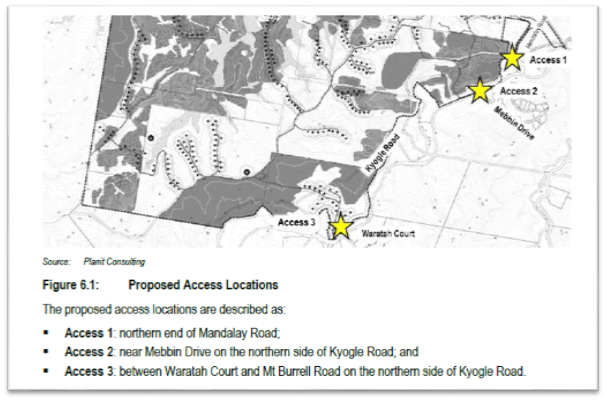 Access 1
Access 2
Mebbin Drive
Kyogle Road
Access 3
Waratah Court
Source: Planit Consulting
Figure 6.1: Proposed Access Locations
The proposed access locations are described as:
▪ Access 1: northern end of Mandalay Road;
▪ Access 2: near Mebbin Drive on the northern side of Kyogle Road; and
▪ Access 3: between Waratah Court and Mt Burrell Road on the northern side of Kyogle Road.